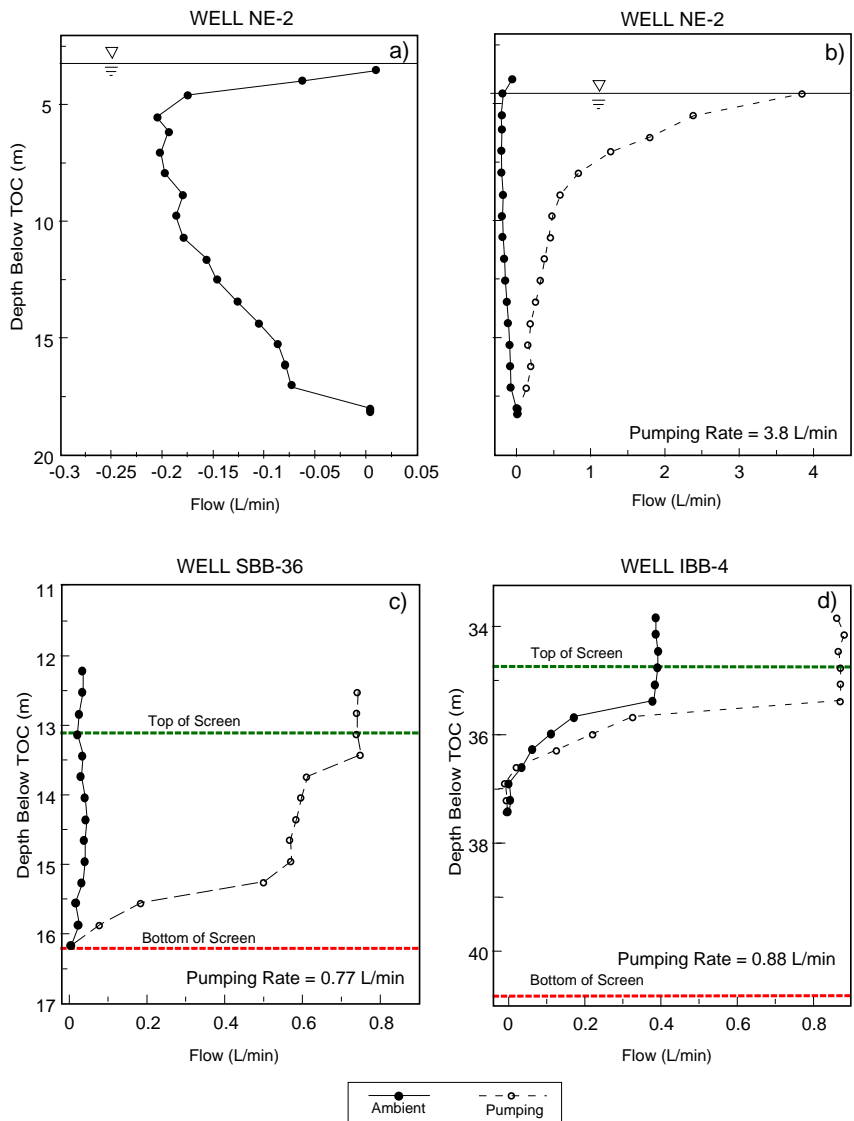 WELL NE-2
a)
5
10
15
20
Depth Below TOC (m)
-0.3 -0.25 -0.2 -0.15 -0.1 -0.05 0 0.05
Flow (L/min)
WELL NE-2
b)
Pumping Rate = 3.8 L/min
0 1 2 3 4
Flow (L/min)
WELL SBB-36
c)
11
12
13
14
15
16
17
Depth Below TOC (m)
Top of Screen
Bottom of Screen
Pumping Rate = 0.77 L/min
0 0.2 0.4 0.6 0.8
Flow (L/min)
WELL IBB-4
d)
34
36
38
40
Depth Below TOC (m)
Top of Screen
Pumping Rate = 0.88 L/min
Bottom of Screen
0 0.2 0.4 0.6 0.8
Flow (L/min)
Ambient
Pumping